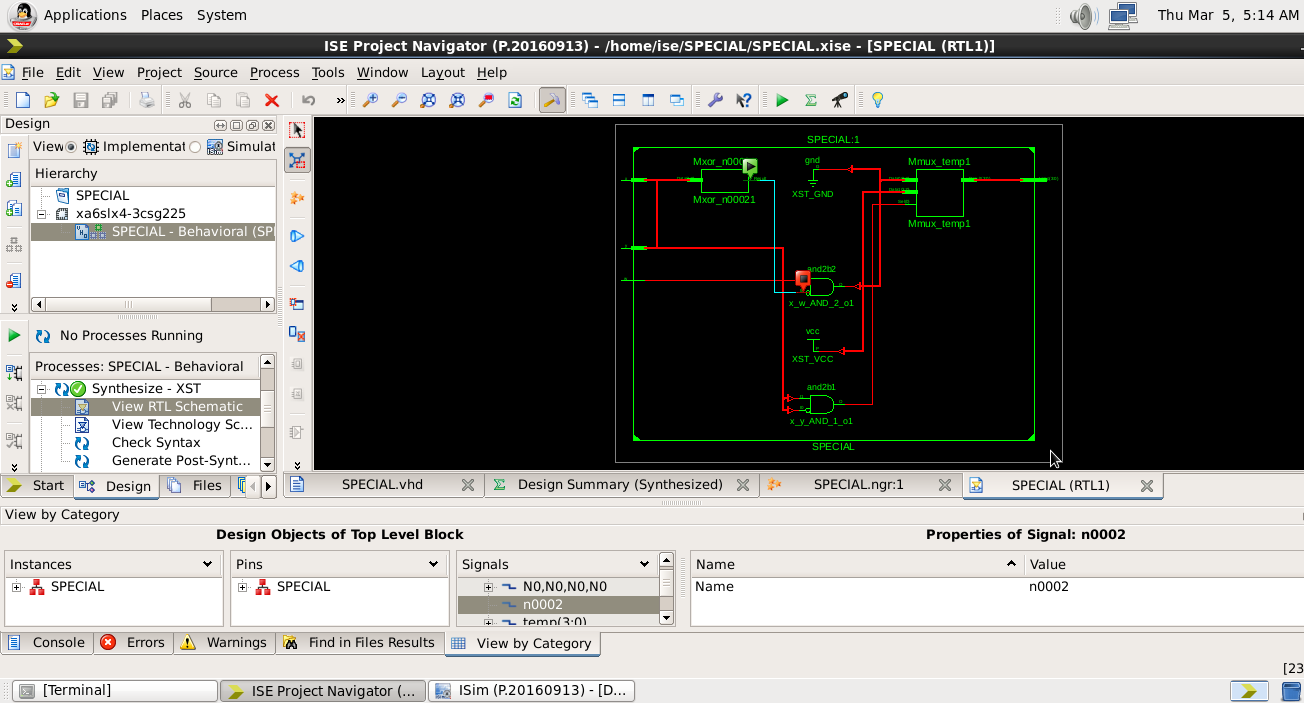 Applications Places System
Thu Mar 5, 5:14 AM
ISE Project Navigator (P.20160913) - /home/ise/SPECIAL/SPECIAL.xise - [SPECIAL (RTL1)]
File Edit View Project Source Process Tools Window Layout Help
»
Design
View Implementat Simulat
Hierarchy
SPECIAL
xa6slx4-3csg225
SPECIAL - Behavioral (SP
No Processes Running
Processes: SPECIAL - Behavioral
Synthesize - XST
View RTL Schematic
View Technology Sc...
Check Syntax
Generate Post-Synt...
SPECIAL:1
Mxor_n000
Mxor_n00021
gnd
XST_GND
Mmux_temp1
Mmux_temp1
and2b2
x_w_AND_2_o1
vcc
XST_VCC
and2b1
x_y_AND_1_o1
SPECIAL
Start Design Files
SPECIAL.vhd Design Summary (Synthesized) SPECIAL.ngr:1 SPECIAL (RTL1)
View by Category
Design Objects of Top Level Block
Properties of Signal: n0002
Instances Pins Signals Name Value
SPECIAL SPECIAL N0,N0,N0,N0 Name n0002
n0002
temp(3:0)
Console Errors Warnings Find in Files Results View by Category
[23
[Terminal] ISE Project Navigator (... ISim (P.20160913) - [D...